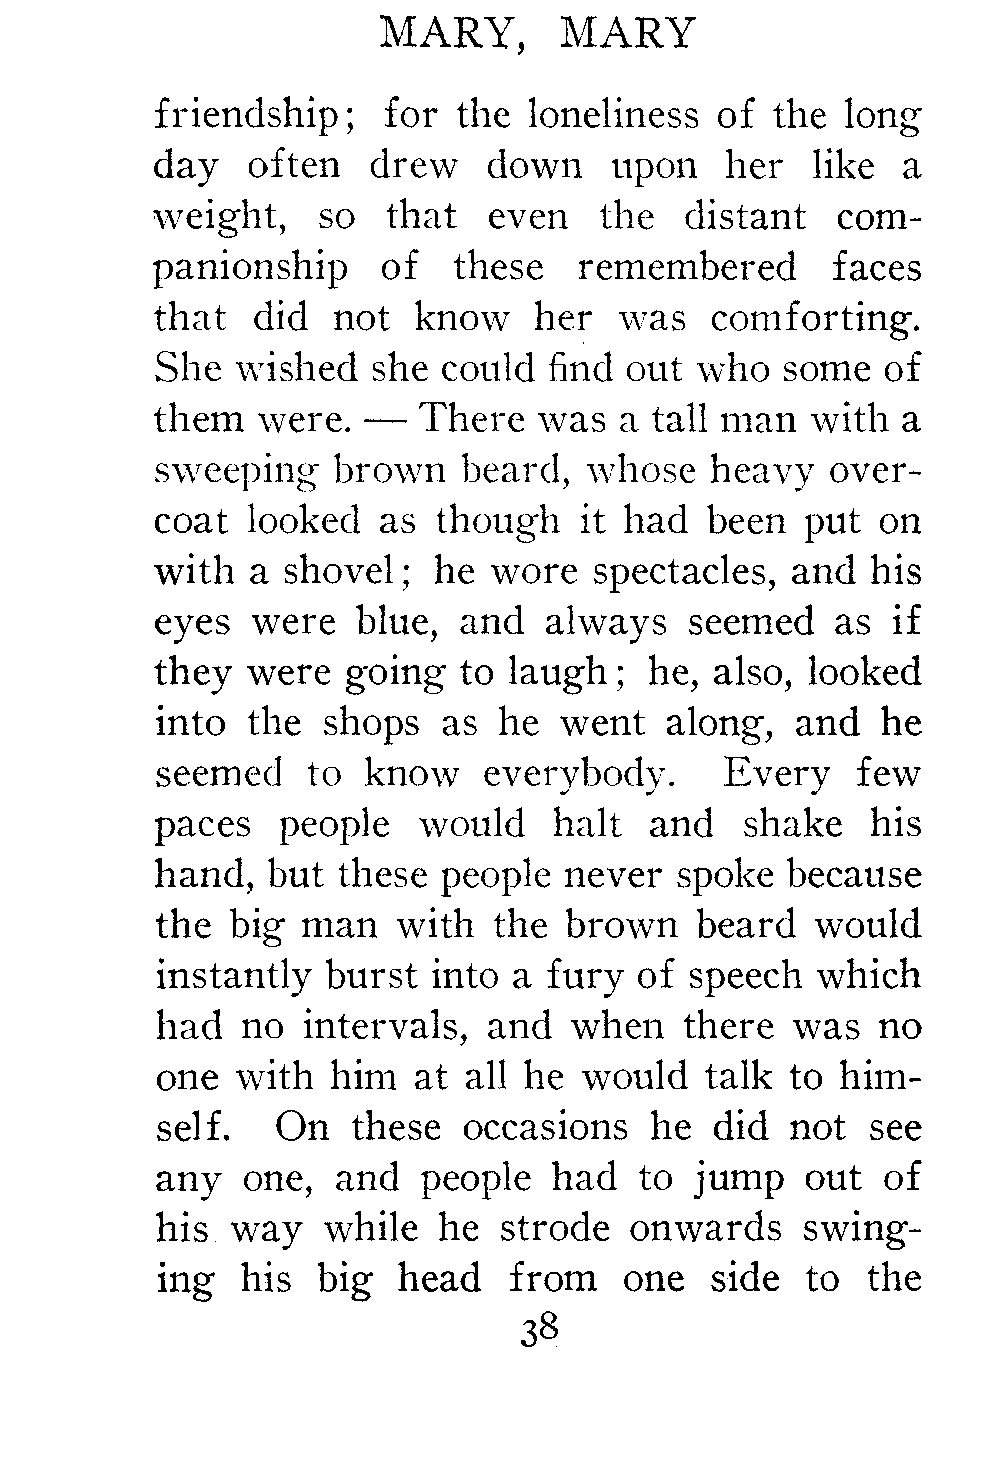 MARY, MARY
friendship; for the loneliness of the long
day often drew down upon her like a
weight, so that even the distant com-
panionship of these remembered faces
that did not know her was comforting.
She wished she could find out who some of
them were. — There was a tall man with a
sweeping brown beard, whose heavy over-
coat looked as though it had been put on
with a shovel; he wore spectacles, and his
eyes were blue, and always seemed as if
they were going to laugh; he, also, looked
into the shops as he went along, and he
seemed to know everybody. Every few
paces people would halt and shake his
hand, but these people never spoke because
the big man with the brown beard would
instantly burst into a fury of speech which
had no intervals, and when there was no
one with him at all he would talk to him-
self. On these occasions he did not see
any one, and people had to jump out of
his way while he strode onwards swing-
ing his big head from one side to the
38